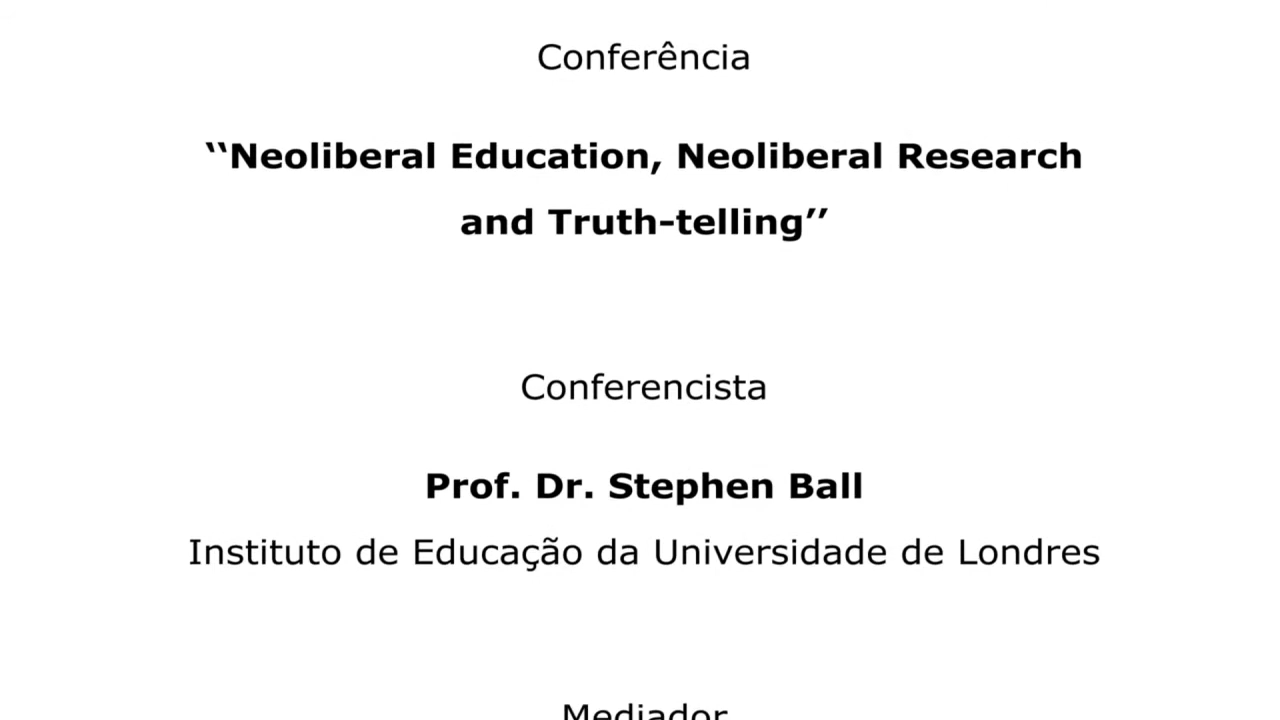 Conferência
‘‘Neoliberal Education, Neoliberal Research
and Truth-telling’’
Conferencista
Prof. Dr. Stephen Ball
Instituto de Educação da Universidade de Londres
Mediador